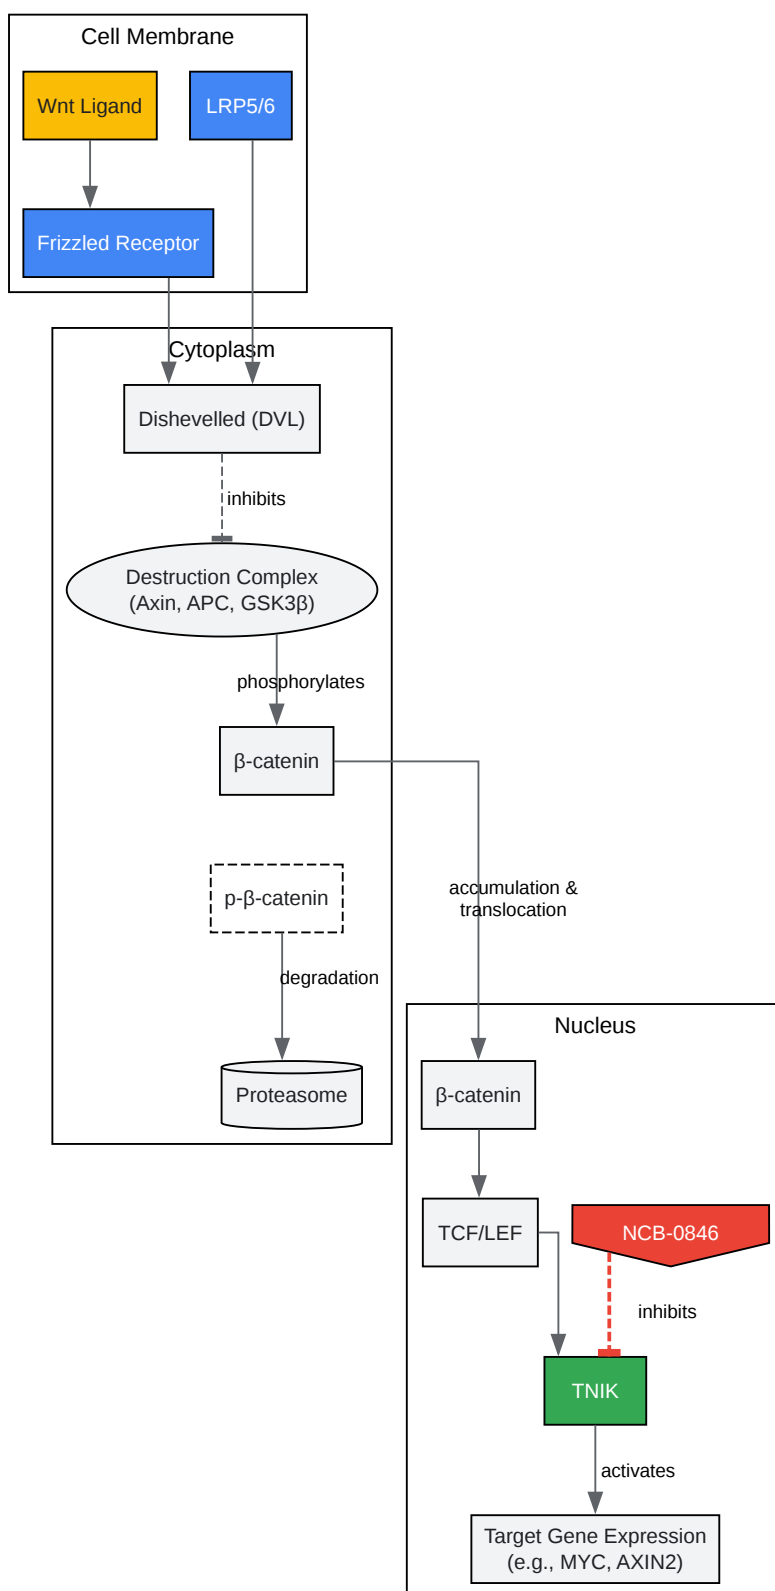 Cell Membrane
Wnt Ligand
LRP5/6
Frizzled Receptor
Cytoplasm
Dishevelled (DVL)
inhibits
Destruction Complex
(Axin, APC, GSK3β)
phosphorylates
β-catenin
p-β-catenin
accumulation &
translocation
degradation
Proteasome
Nucleus
β-catenin
TCF/LEF
NCB-0846
inhibits
TNIK
activates
Target Gene Expression
(e.g., MYC, AXIN2)